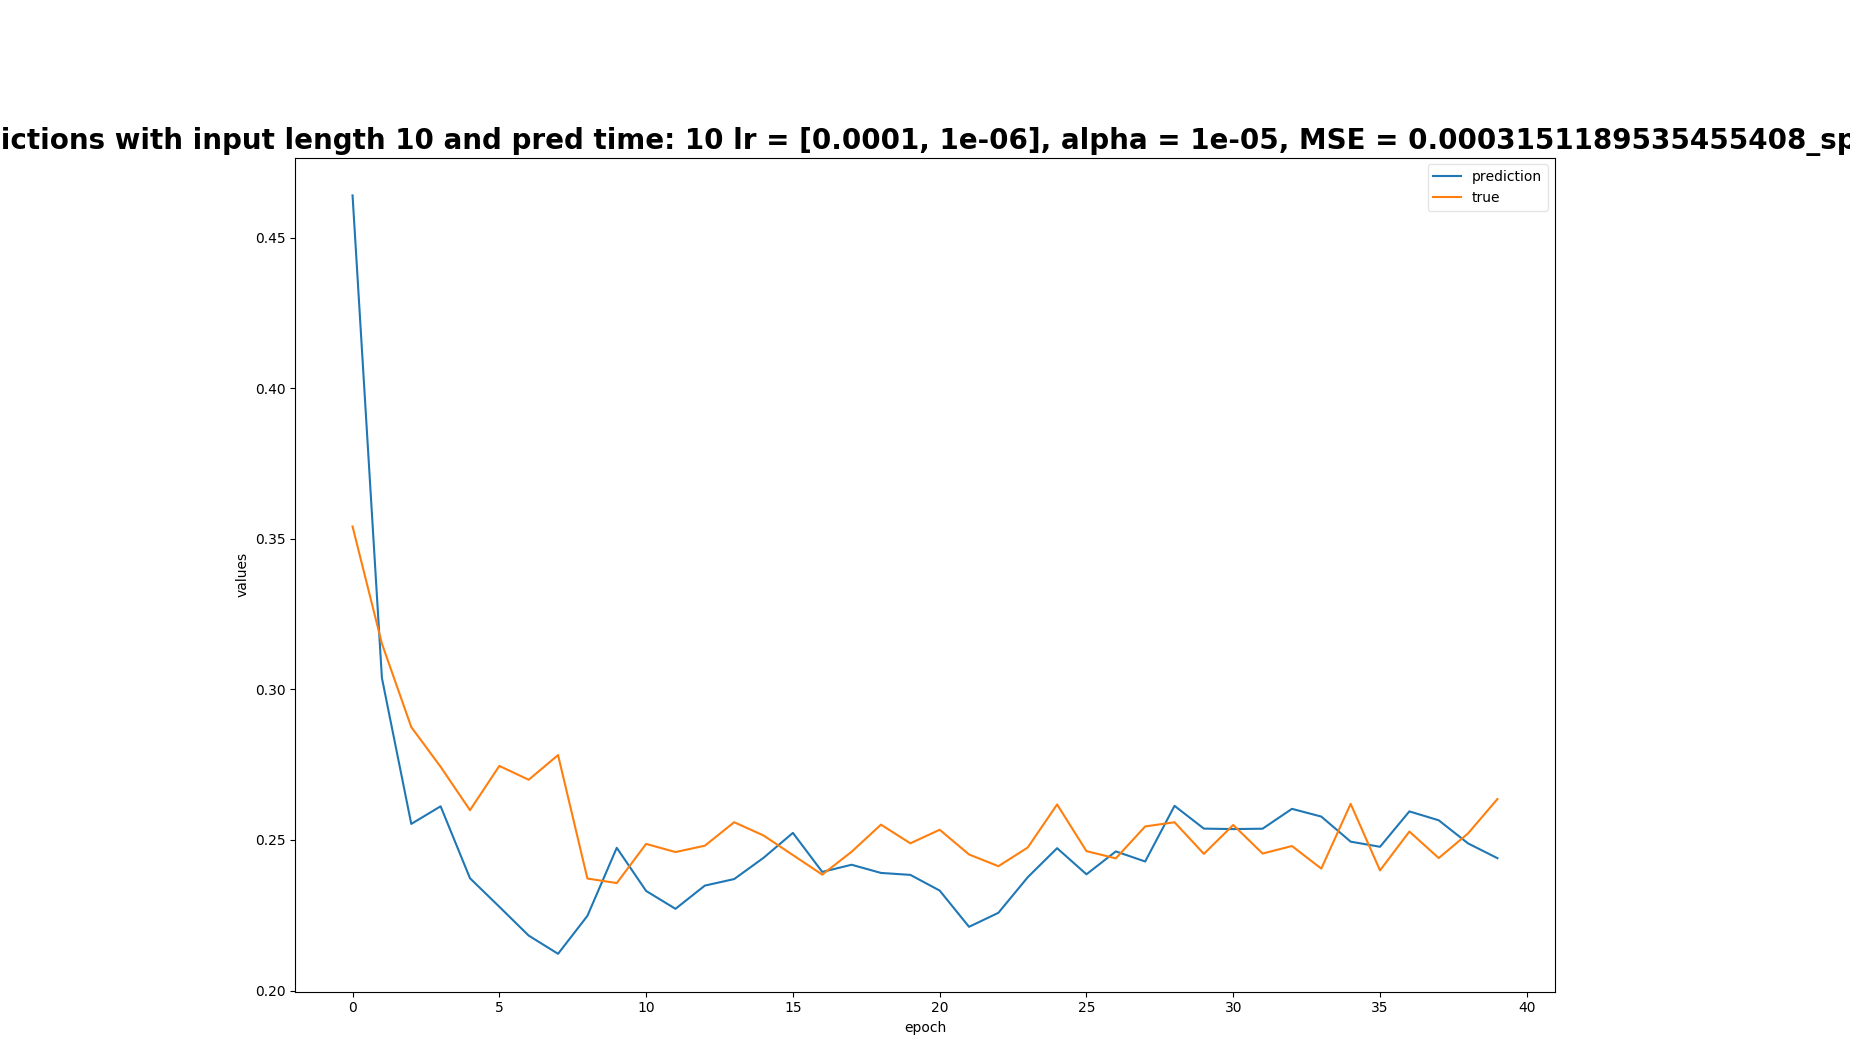 ictions with input length 10 and pred time: 10 lr = [0.0001, 1e-06], alpha = 1e-05, MSE = 0.0003151189535455408_sp
prediction
true
0.45
0.40
0.35
0.30
0.25
0.20
values
0 5 10 15 20 25 30 35 40
epoch